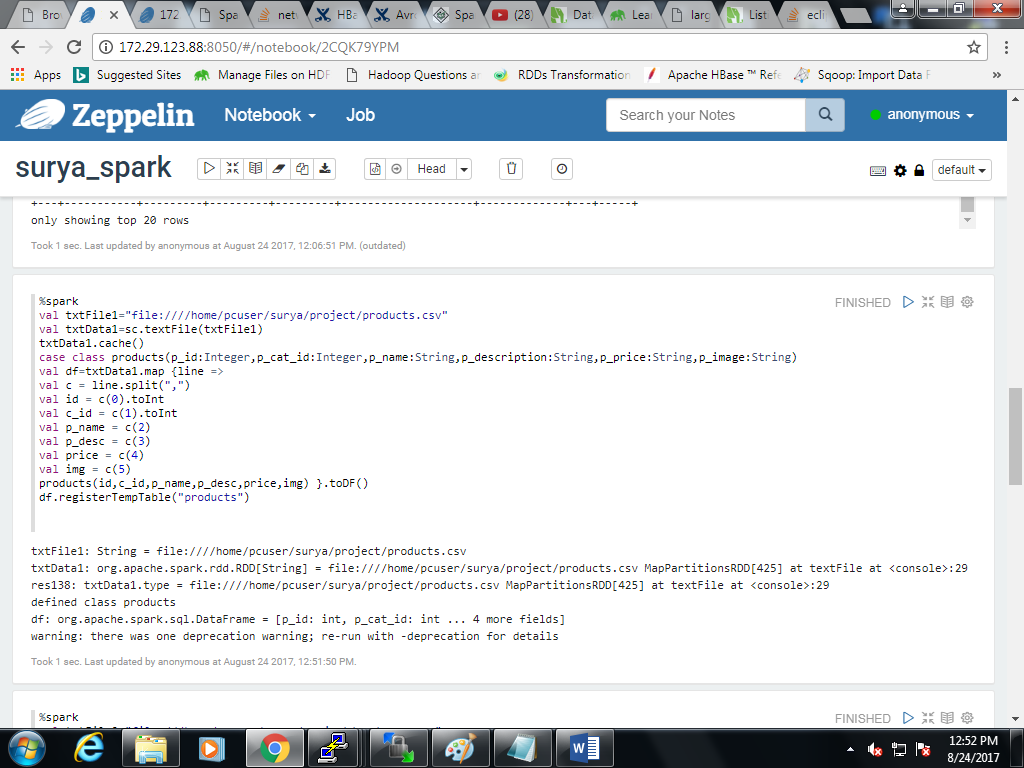 Bro
172
Spa
netw
HBa
Avro
Spa
(28)
Dat
Lea
larg
List
ecli
172.29.123.88:8050/#/notebook/2CQK79YPM
Apps
Suggested Sites
Manage Files on HDF
Hadoop Questions an
RDDs Transformation
Apache HBase ™ Refe
Sqoop: Import Data F
»
Zeppelin
Notebook
Job
Search your Notes
anonymous
surya_spark
Head
default
+---+-----------+---------+---------+---------+--------------------+-------------+---+-----+
only showing top 20 rows
Took 1 sec. Last updated by anonymous at August 24 2017, 12:06:51 PM. (outdated)
FINISHED
%spark
val txtFile1="file:////home/pcuser/surya/project/products.csv"
val txtData1=sc.textFile(txtFile1)
txtData1.cache()
case class products(p_id:Integer,p_cat_id:Integer,p_name:String,p_description:String,p_price:String,p_image:String)
val df=txtData1.map {line =>
val c = line.split(",")
val id = c(0).toInt
val c_id = c(1).toInt
val p_name = c(2)
val p_desc = c(3)
val price = c(4)
val img = c(5)
products(id,c_id,p_name,p_desc,price,img) }.toDF()
df.registerTempTable("products")
txtFile1: String = file:////home/pcuser/surya/project/products.csv
txtData1: org.apache.spark.rdd.RDD[String] = file:////home/pcuser/surya/project/products.csv MapPartitionsRDD[425] at textFile at <console>:29
res138: txtData1.type = file:////home/pcuser/surya/project/products.csv MapPartitionsRDD[425] at textFile at <console>:29
defined class products
df: org.apache.spark.sql.DataFrame = [p_id: int, p_cat_id: int ... 4 more fields]
warning: there was one deprecation warning; re-run with -deprecation for details
Took 1 sec. Last updated by anonymous at August 24 2017, 12:51:50 PM.
%spark
FINISHED
12:52 PM
8/24/2017